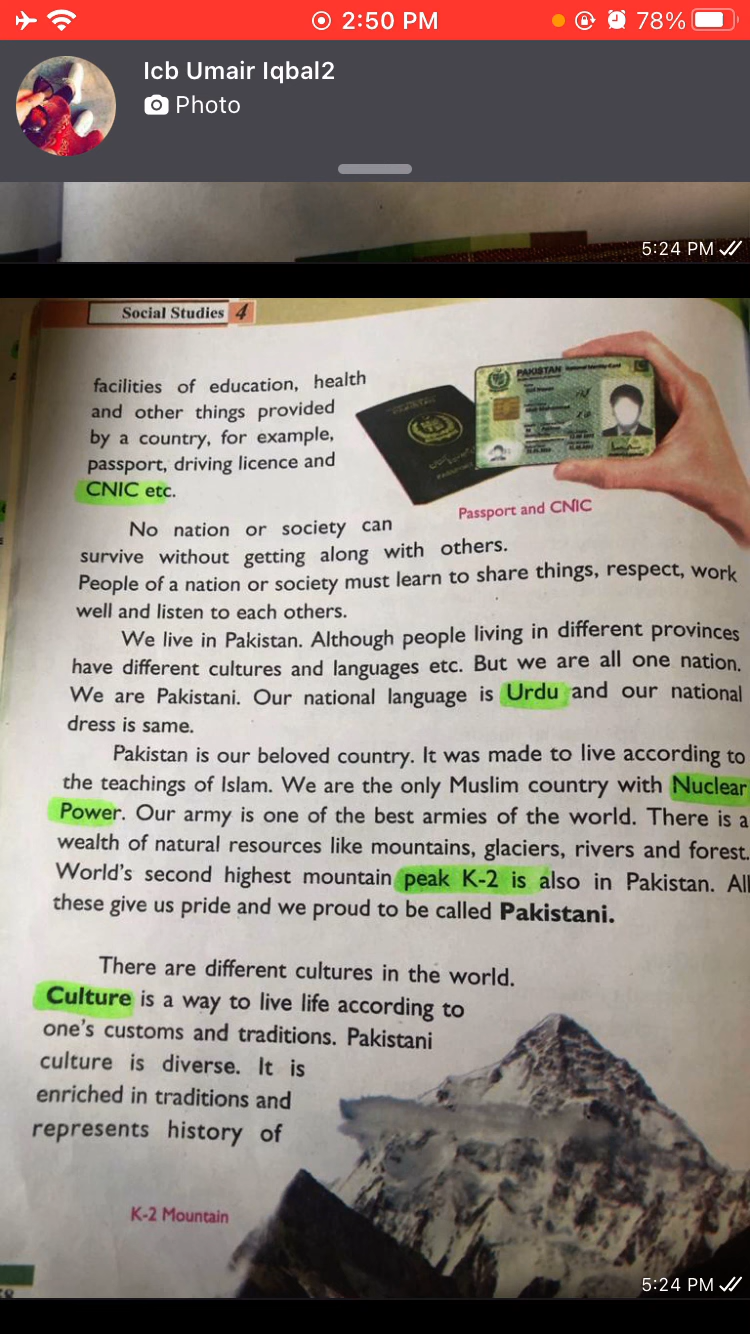 2:50 PM
78%
Icb Umair Iqbal2
Photo
5:24 PM
Social Studies 4
facilities of education, health
and other things provided
by a country, for example,
passport, driving licence and
CNIC etc.
PAKISTAN National Identity Card
Passport and CNIC
No nation or society can
survive without getting along with others.
People of a nation or society must learn to share things, respect, work
well and listen to each others.
We live in Pakistan. Although people living in different provinces
have different cultures and languages etc. But we are all one nation.
We are Pakistani. Our national language is Urdu and our national
dress is same.
Pakistan is our beloved country. It was made to live according to
the teachings of Islam. We are the only Muslim country with Nuclear
Power. Our army is one of the best armies of the world. There is a
wealth of natural resources like mountains, glaciers, rivers and forest.
World's second highest mountain peak K-2 is also in Pakistan. All
these give us pride and we proud to be called Pakistani.
There are different cultures in the world.
Culture is a way to live life according to
one's customs and traditions. Pakistani
culture is diverse. It is
enriched in traditions and
represents history of
K-2 Mountain
5:24 PM